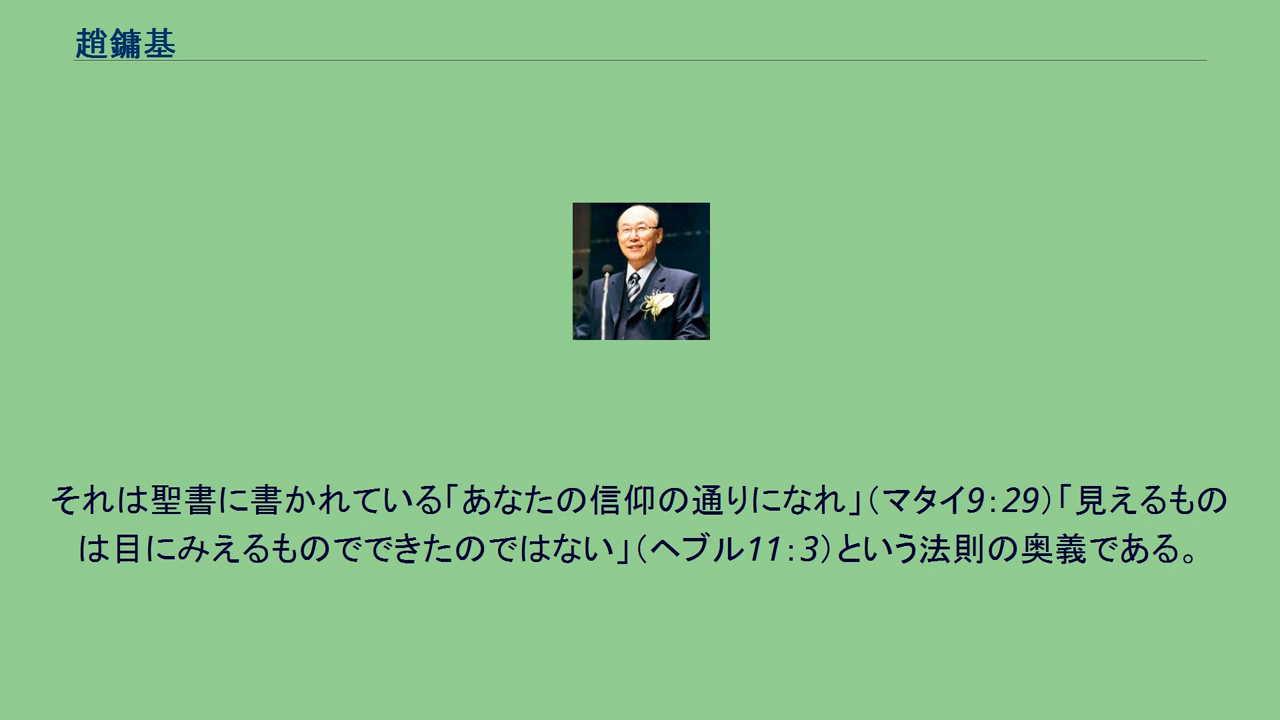 趙鏞基
それは聖書に書かれている「あなたの信仰の通りになれ」（マタイ9：29）「見えるもの
は目にみえるものでできたのではない」（ヘブル11：3）という法則の奥義である。